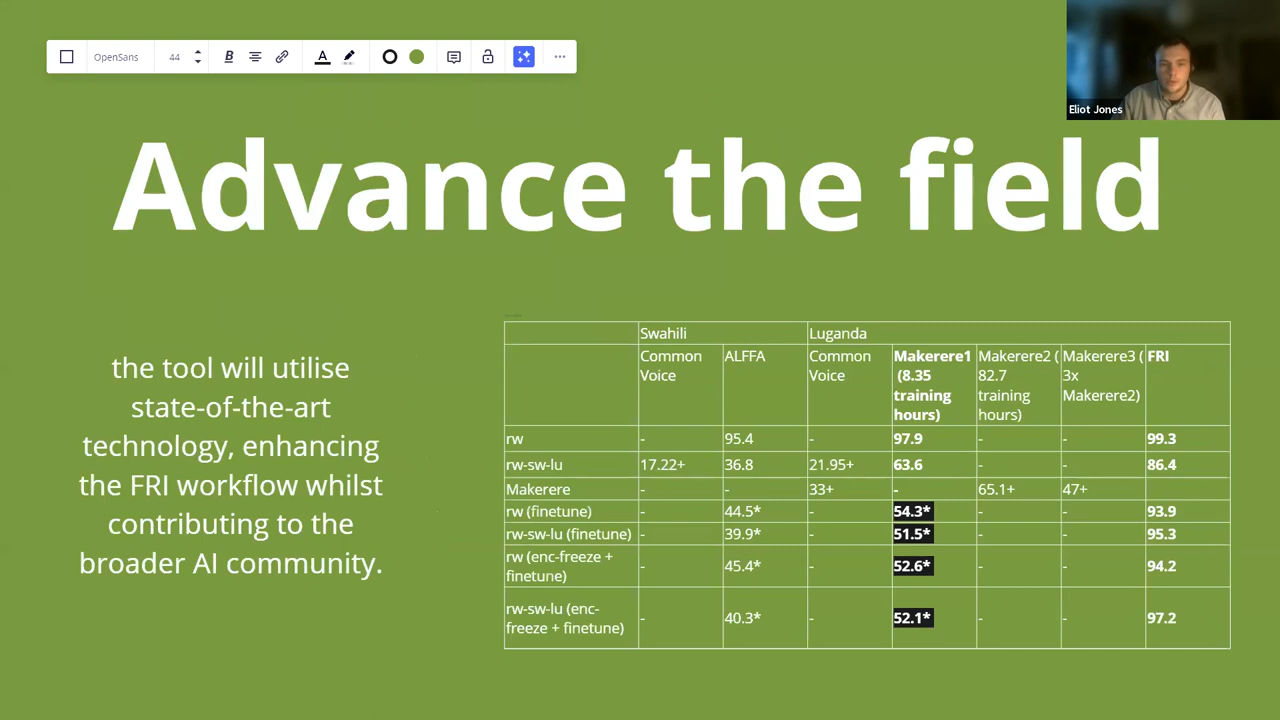 OpenSans 44 B A
Eliot Jones
Advance the field
the tool will utilise
state-of-the-art
technology, enhancing
the FRI workflow whilst
contributing to the
broader AI community.
Swahili Luganda
Common Voice ALFFA Common Voice Makerere1 (8.35 training hours) Makerere2 ( 82.7 training hours) Makerere3 ( 3x Makerere2) FRI
rw - 95.4 - 97.9 - - 99.3
rw-sw-lu 17.22+ 36.8 21.95+ 63.6 - - 86.4
Makerere - - 33+ - 65.1+ 47+
rw (finetune) - 44.5* - 54.3* - - 93.9
rw-sw-lu (finetune) - 39.9* - 51.5* - - 95.3
rw (enc-freeze + finetune) - 45.4* - 52.6* - - 94.2
rw-sw-lu (enc-freeze + finetune) - 40.3* - 52.1* - - 97.2